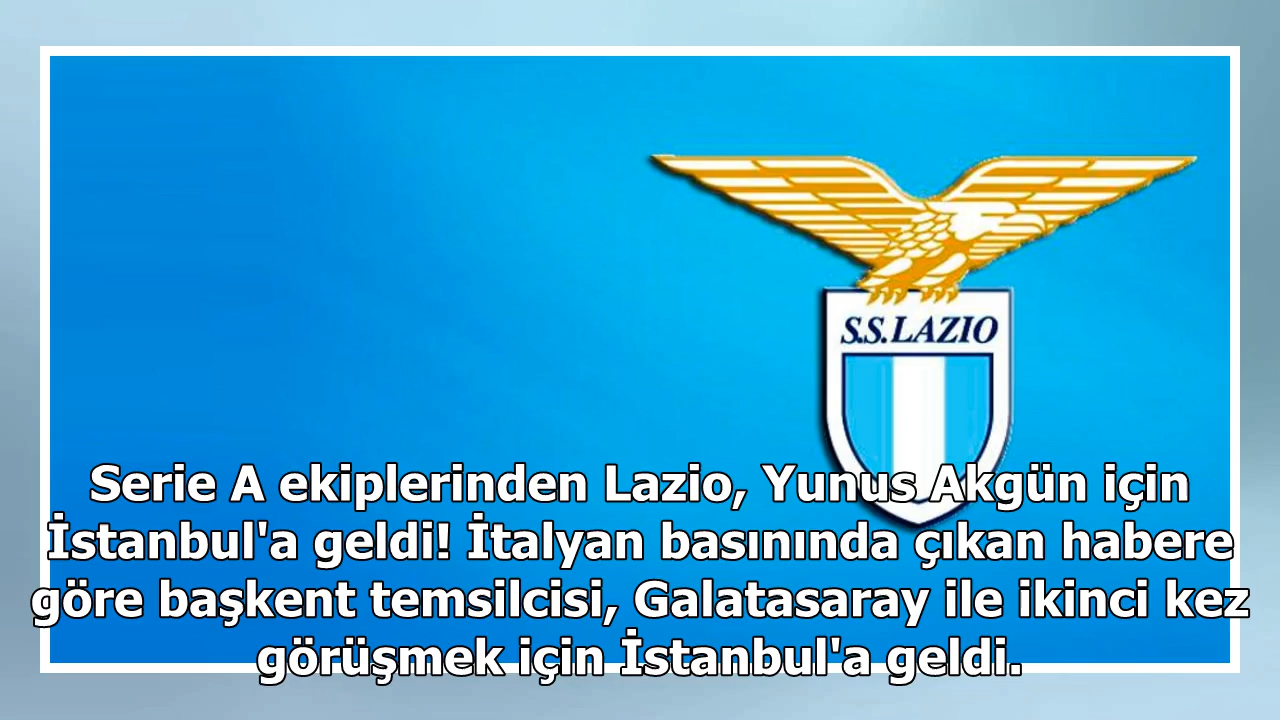 S.S.LAZIO
Serie A ekiplerinden Lazio, Yunus Akgün için
İstanbul'a geldi! İtalyan basınında çıkan habere
göre başkent temsilcisi, Galatasaray ile ikinci kez
görüşmek için İstanbul'a geldi.